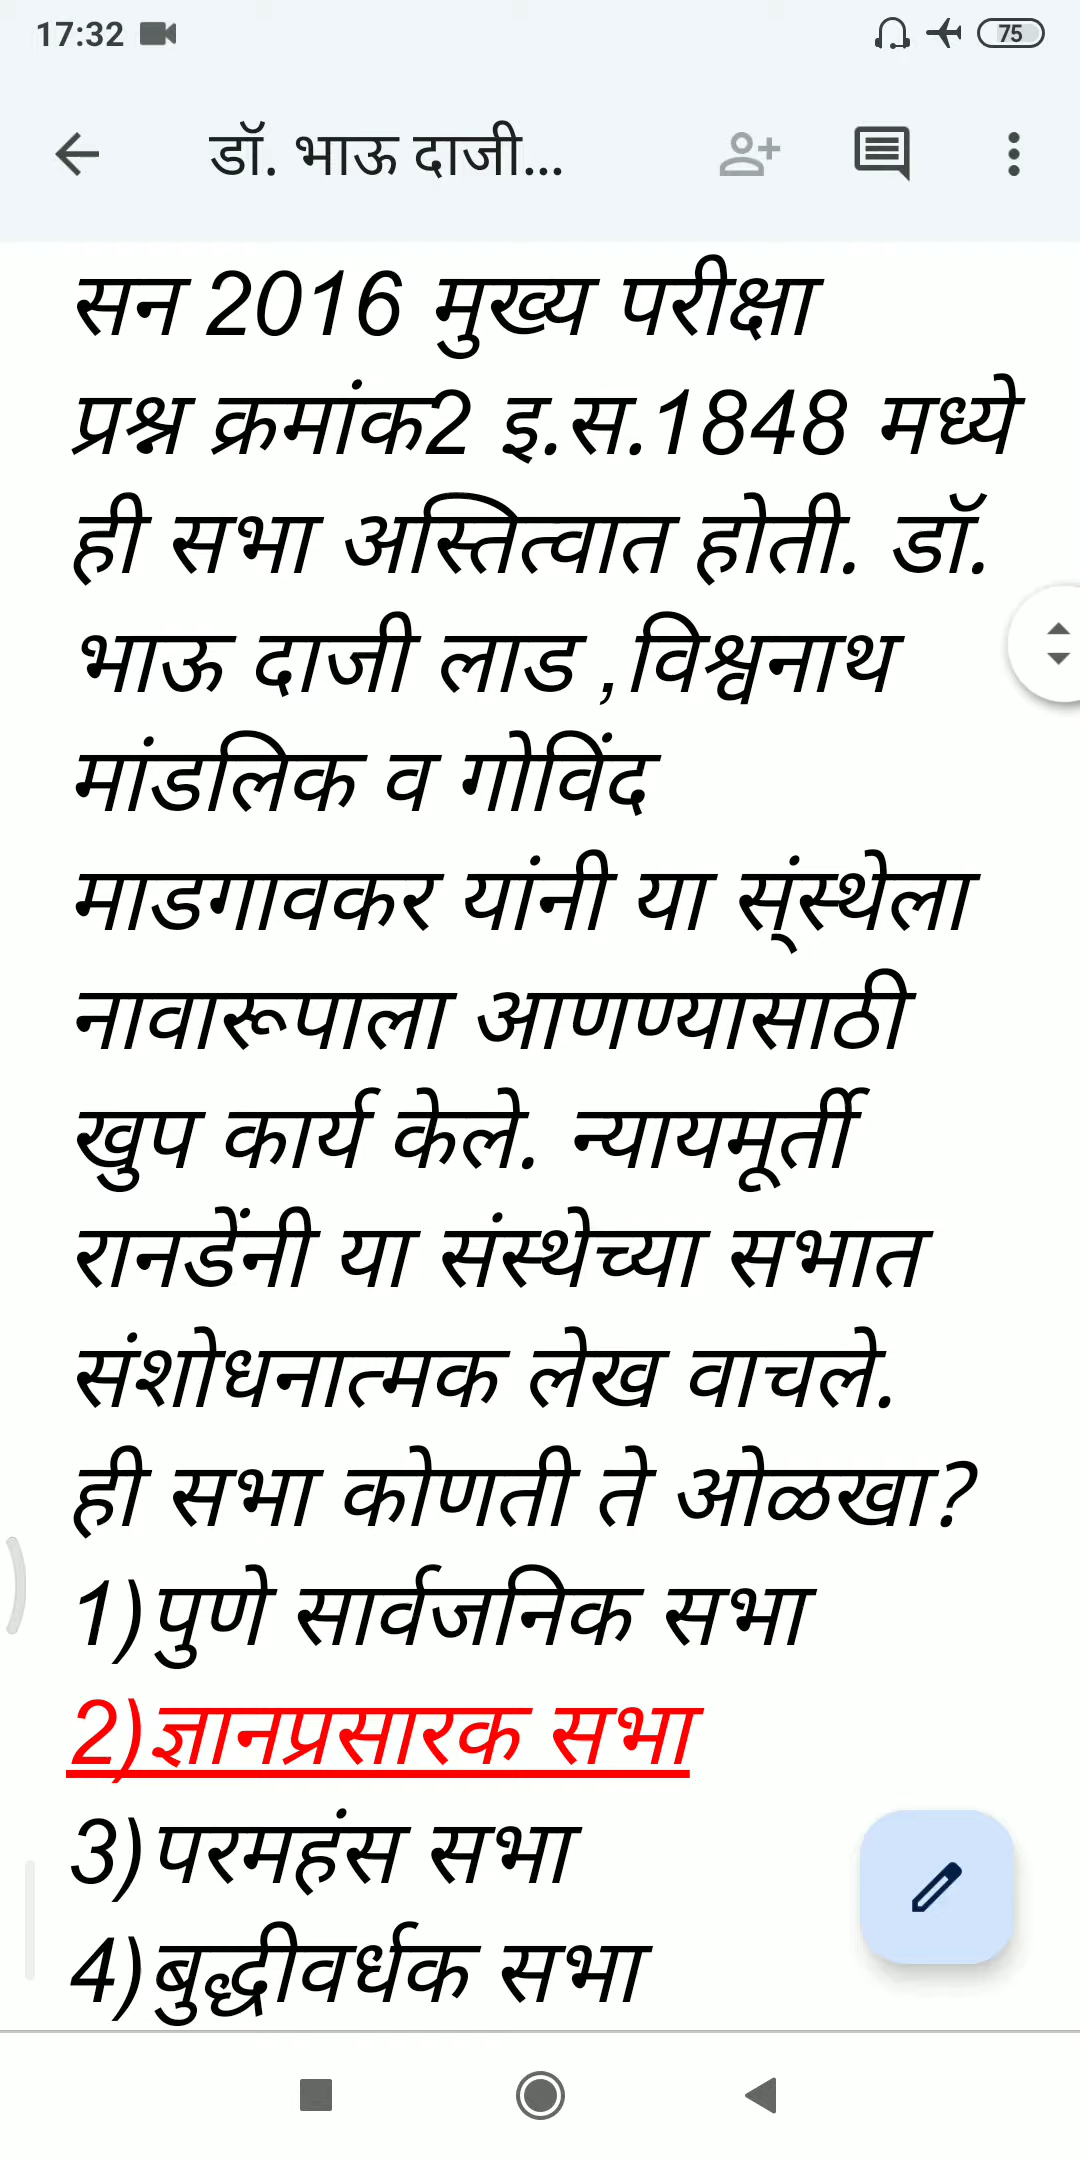 17:32
75
डॉ. भाऊ दाजी...
सन 2016 मुख्य परीक्षा
प्रश्न क्रमांक2 इ.स.1848 मध्ये
ही सभा अस्तित्वात होती. डॉ.
भाऊ दाजी लाड ,विश्वनाथ
मांडलिक व गोविंद
माडगावकर यांनी या स्ंस्थेला
नावारूपाला आणण्यासाठी
खुप कार्य केले. न्यायमूर्ती
रानडेंनी या संस्थेच्या सभात
संशोधनात्मक लेख वाचले.
ही सभा कोणती ते ओळखा?
1)पुणे सार्वजनिक सभा
2)ज्ञानप्रसारक सभा
3)परमहंस सभा
4)बुद्धीवर्धक सभा